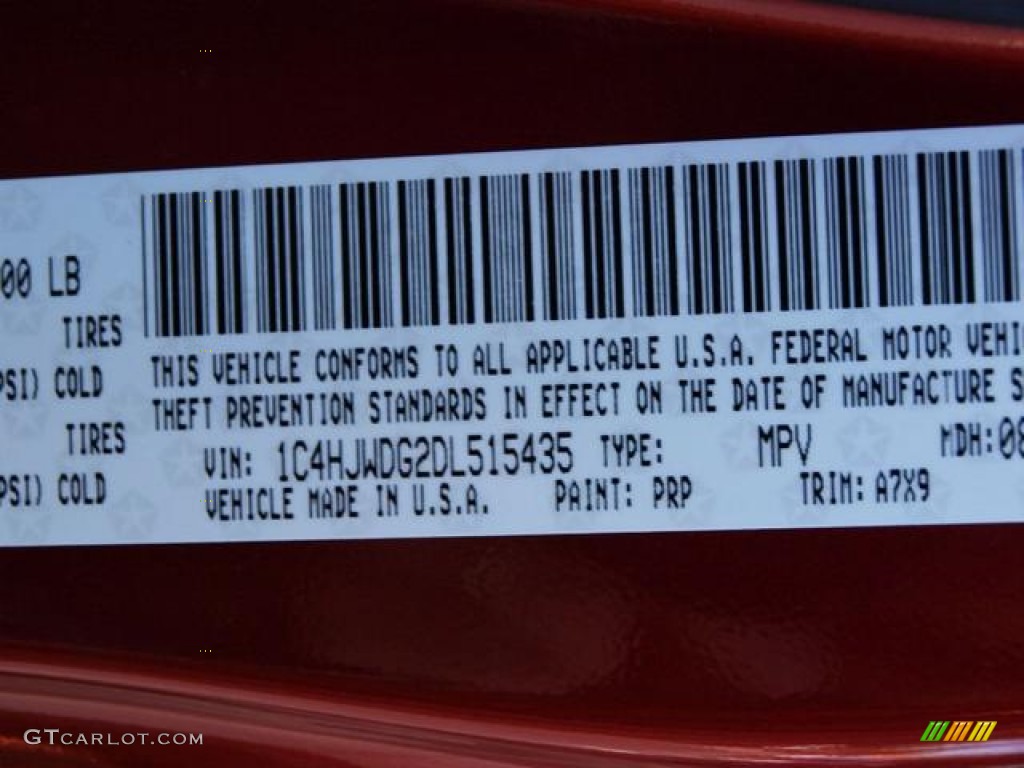 00 LB
TIRES
PSI) COLD
TIRES
PSI) COLD
THIS VEHICLE CONFORMS TO ALL APPLICABLE U.S.A. FEDERAL MOTOR VEHI
THEFT PREVENTION STANDARDS IN EFFECT ON THE DATE OF MANUFACTURE S
VIN: 1C4HJWDG2DL515435 TYPE: MPV MDH:08
VEHICLE MADE IN U.S.A. PAINT: PRP TRIM: A7X9
GTCARLOT.COM